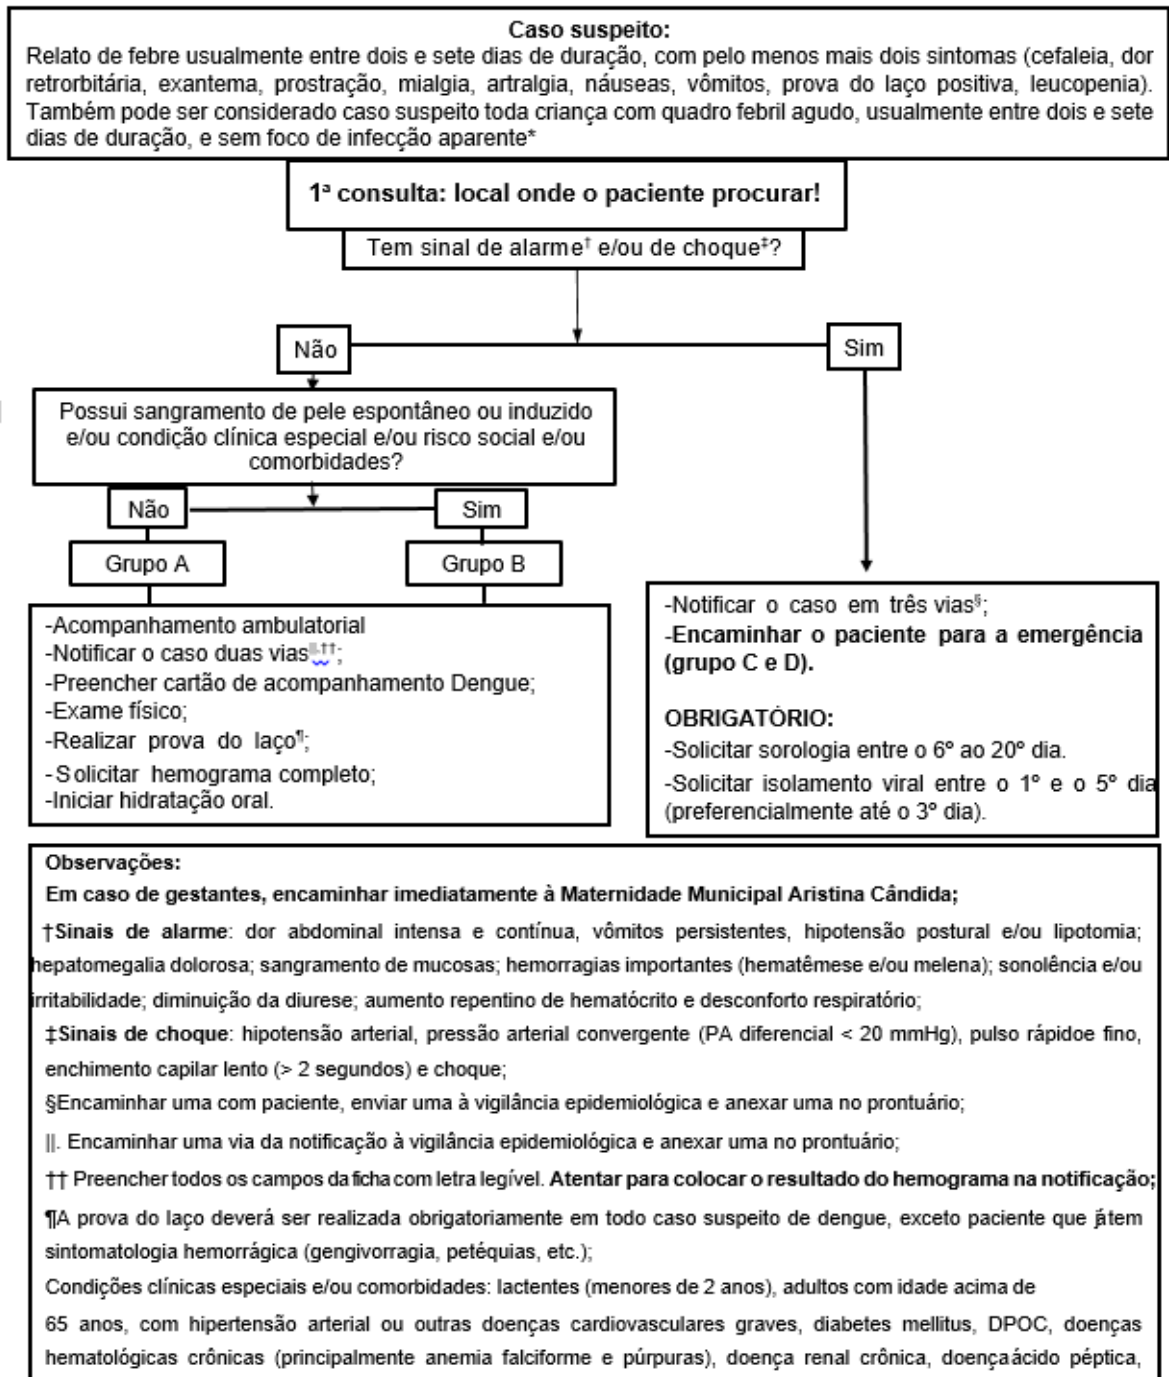 Caso suspeito:
Relato de febre usualmente entre dois e sete dias de duração, com pelo menos mais dois sintomas (cefaleia, dor
retrorbitária, exantema, prostração, mialgia, artralgia, náuseas, vômitos, prova do laço positiva, leucopenia).
Também pode ser considerado caso suspeito toda criança com quadro febril agudo, usualmente entre dois e sete
dias de duração, e sem foco de infecção aparente*
1ª consulta: local onde o paciente procurar!
Tem sinal de alarme† e/ou de choque‡?
Não
Sim
Possui sangramento de pele espontâneo ou induzido
e/ou condição clínica especial e/ou risco social e/ou
comorbidades?
Não
Sim
Grupo A
Grupo B
-Acompanhamento ambulatorial
-Notificar o caso duas vias||.††;
-Preencher cartão de acompanhamento Dengue;
-Exame físico;
-Realizar prova do laço¶;
-Solicitar hemograma completo;
-Iniciar hidratação oral.
-Notificar o caso em três vias§;
-Encaminhar o paciente para a emergência
(grupo C e D).
OBRIGATÓRIO:
-Solicitar sorologia entre o 6º ao 20º dia.
-Solicitar isolamento viral entre o 1º e o 5º dia
(preferencialmente até o 3º dia).
Observações:
Em caso de gestantes, encaminhar imediatamente à Maternidade Municipal Aristina Cândida;
†Sinais de alarme: dor abdominal intensa e contínua, vômitos persistentes, hipotensão postural e/ou lipotomia;
hepatomegalia dolorosa; sangramento de mucosas; hemorragias importantes (hematêmese e/ou melena); sonolência e/ou
irritabilidade; diminuição da diurese; aumento repentino de hematócrito e desconforto respiratório;
‡Sinais de choque: hipotensão arterial, pressão arterial convergente (PA diferencial < 20 mmHg), pulso rápidoe fino,
enchimento capilar lento (> 2 segundos) e choque;
§Encaminhar uma com paciente, enviar uma à vigilância epidemiológica e anexar uma no prontuário;
||. Encaminhar uma via da notificação à vigilância epidemiológica e anexar uma no prontuário;
†† Preencher todos os campos da ficha com letra legível. Atentar para colocar o resultado do hemograma na notificação;
¶A prova do laço deverá ser realizada obrigatoriamente em todo caso suspeito de dengue, exceto paciente que játem
sintomatologia hemorrágica (gengivorragia, petéquias, etc.);
Condições clínicas especiais e/ou comorbidades: lactentes (menores de 2 anos), adultos com idade acima de
65 anos, com hipertensão arterial ou outras doenças cardiovasculares graves, diabetes mellitus, DPOC, doenças
hematológicas crônicas (principalmente anemia falciforme e púrpuras), doença renal crônica, doençaácido péptica,